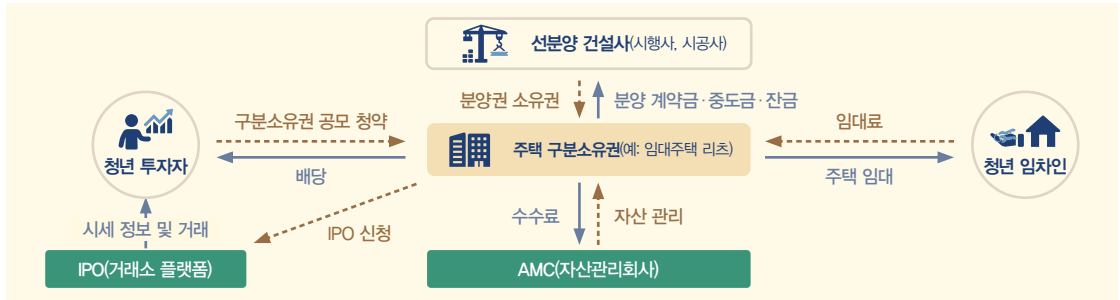 선분양 건설사(시행사, 시공사)
분양권 소유권
분양 계약금·중도금·잔금
구분소유권 공모 청약
임대료
청년 투자자
주택 구분소유권(예: 임대주택 리츠)
청년 임차인
배당
주택 임대
시세 정보 및 거래
IPO 신청
수수료
자산 관리
IPO(거래소 플랫폼)
AMC(자산관리회사)